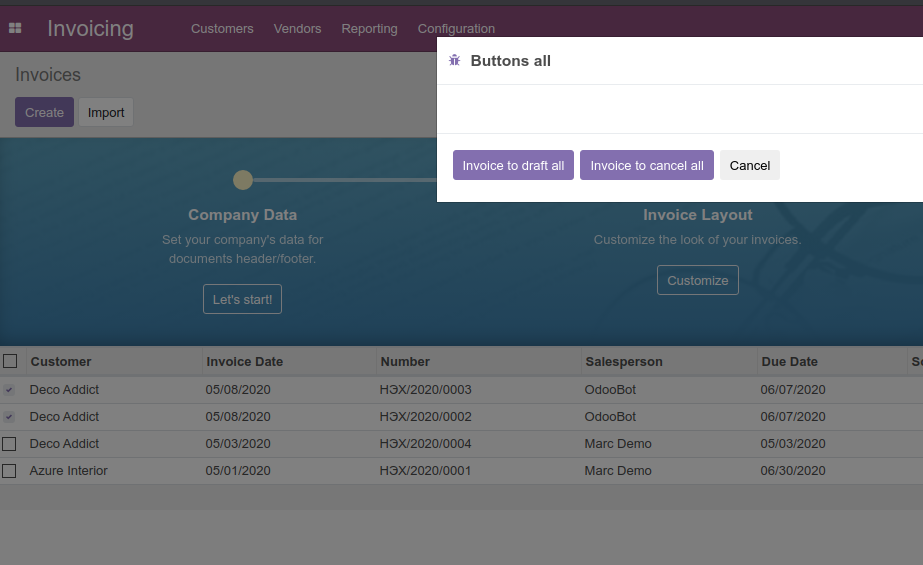 Invoicing Customers Vendors Reporting Configuration
Buttons all
Invoices
Create Import
Invoice to draft all Invoice to cancel all Cancel
Company Data Invoice Layout
Set your company's data for Customize the look of your invoices.
documents header/footer.
Let's start! Customize
Customer Invoice Date Number Salesperson Due Date
Deco Addict 05/08/2020 НЭХ/2020/0003 OdooBot 06/07/2020
Deco Addict 05/08/2020 НЭХ/2020/0002 OdooBot 06/07/2020
Deco Addict 05/03/2020 НЭХ/2020/0004 Marc Demo 05/03/2020
Azure Interior 05/01/2020 НЭХ/2020/0001 Marc Demo 06/30/2020